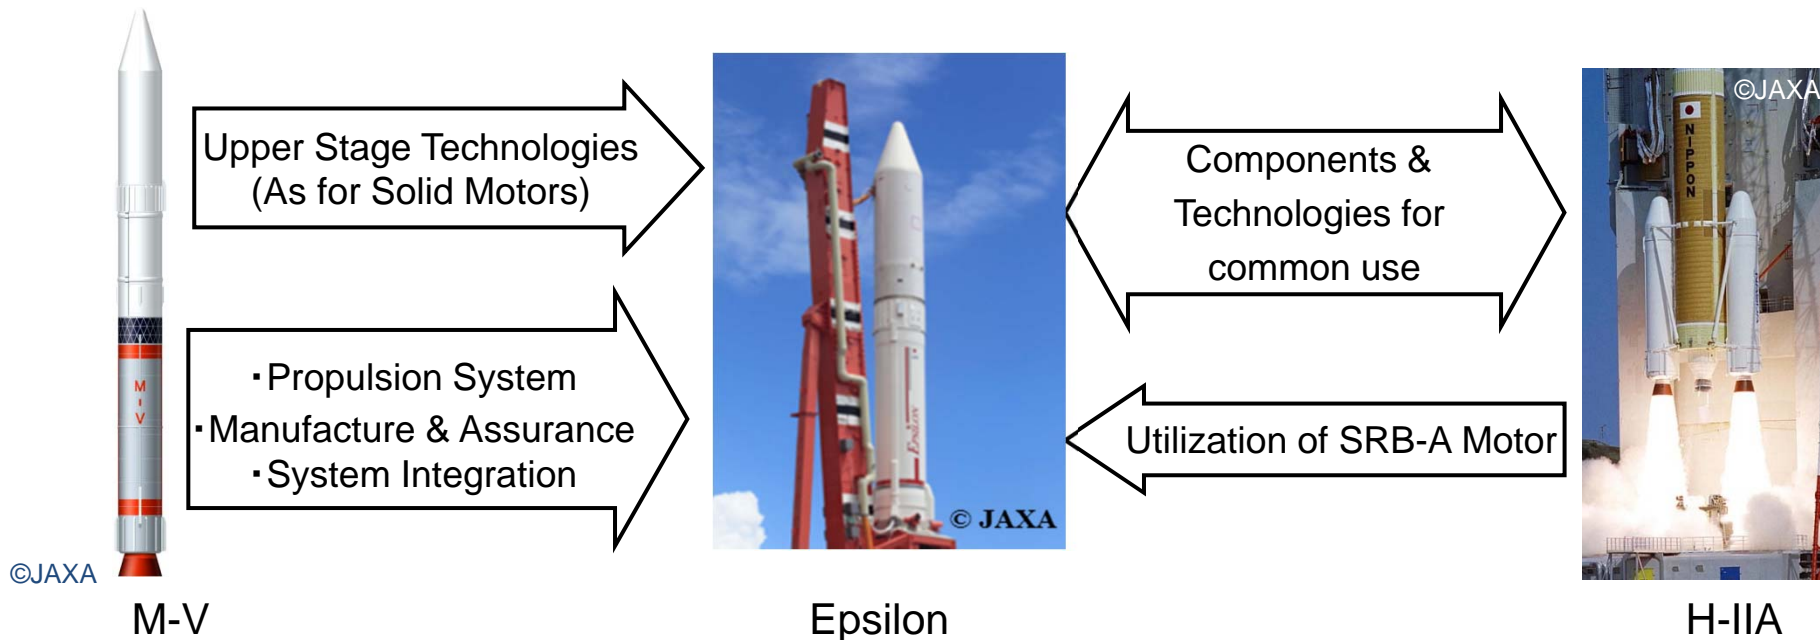 Upper Stage Technologies
(As for Solid Motors)
・Propulsion System
・Manufacture & Assurance
・System Integration
M
-
V
©JAXA
M-V
EPSILON
© JAXA
Epsilon
Components &
Technologies for
common use
Utilization of SRB-A Motor
©JAXA
NIPPON
H-IIA